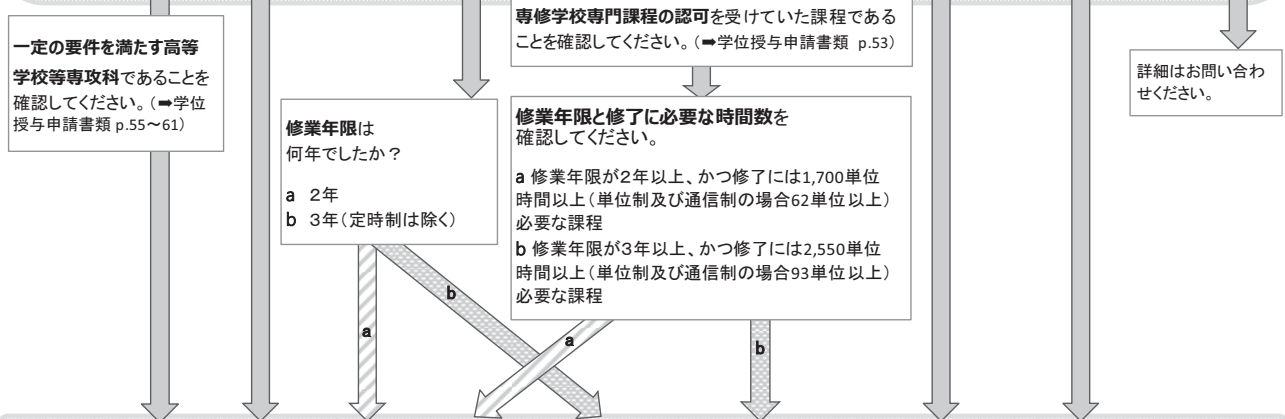 一定の要件を満たす高等
学校等専攻科であることを
確認してください。（➡学位
授与申請書類 p.55～61）
修業年限は
何年でしたか？
a　２年
b　３年（定時制は除く）
専修学校専門課程の認可を受けていた課程である
ことを確認してください。（➡学位授与申請書類 p.53）
修業年限と修了に必要な時間数を
確認してください。
a 修業年限が２年以上、かつ修了には1,700単位
時間以上（単位制及び通信制の場合62単位以上）
必要な課程
b 修業年限が３年以上、かつ修了には2,550単位
時間以上（単位制及び通信制の場合93単位以上）
必要な課程
詳細はお問い合わ
せください。
a
b
a
b